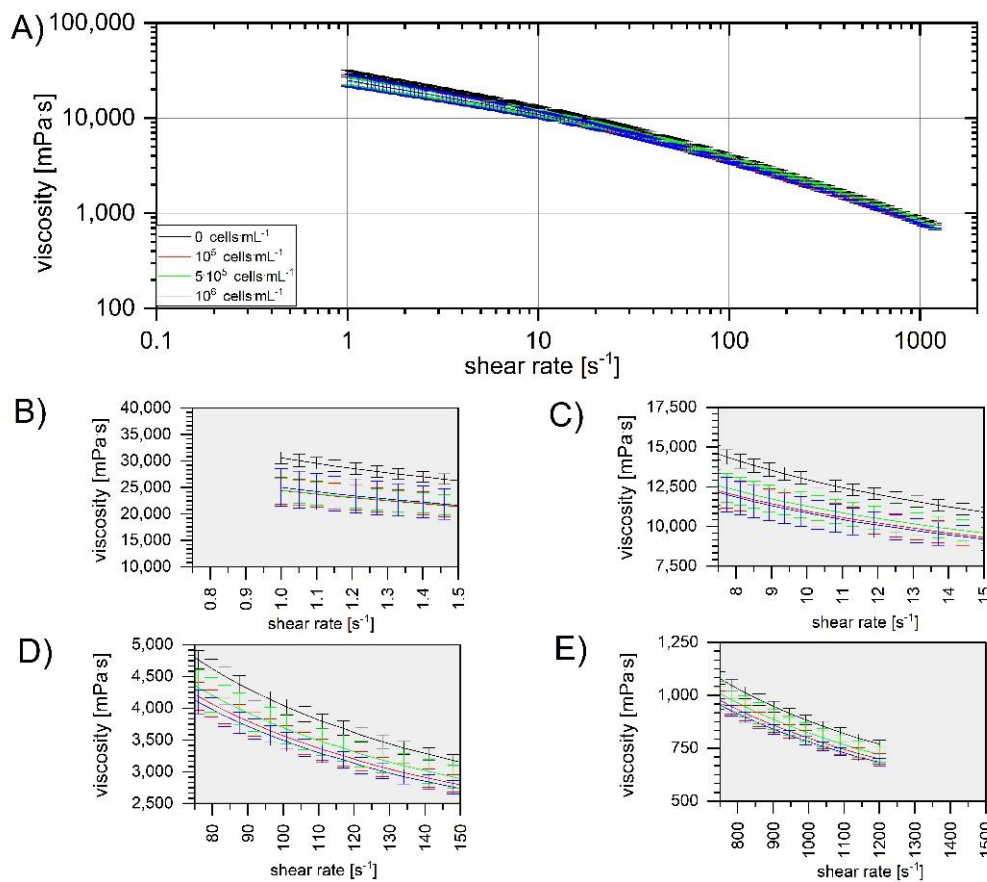 A)
100,000
10,000
1,000
100
viscosity [mPa·s]
0 cells·mL⁻¹
10⁵ cells·mL⁻¹
5·10⁵ cells·mL⁻¹
10⁶ cells·mL⁻¹
0.1 1 10 100 1000
shear rate [s⁻¹]
B)
40,000
35,000
30,000
25,000
20,000
15,000
10,000
viscosity [mPa·s]
0.8 0.9 1.0 1.1 1.2 1.3 1.4 1.5
shear rate [s⁻¹]
C)
17,500
15,000
12,500
10,000
7,500
viscosity [mPa·s]
8 9 10 11 12 13 14 15
shear rate [s⁻¹]
D)
5,000
4,500
4,000
3,500
3,000
2,500
viscosity [mPa·s]
80 90 100 110 120 130 140 150
shear rate [s⁻¹]
E)
1,250
1,000
750
500
viscosity [mPa·s]
800 900 1000 1100 1200 1300 1400 1500
shear rate [s⁻¹]